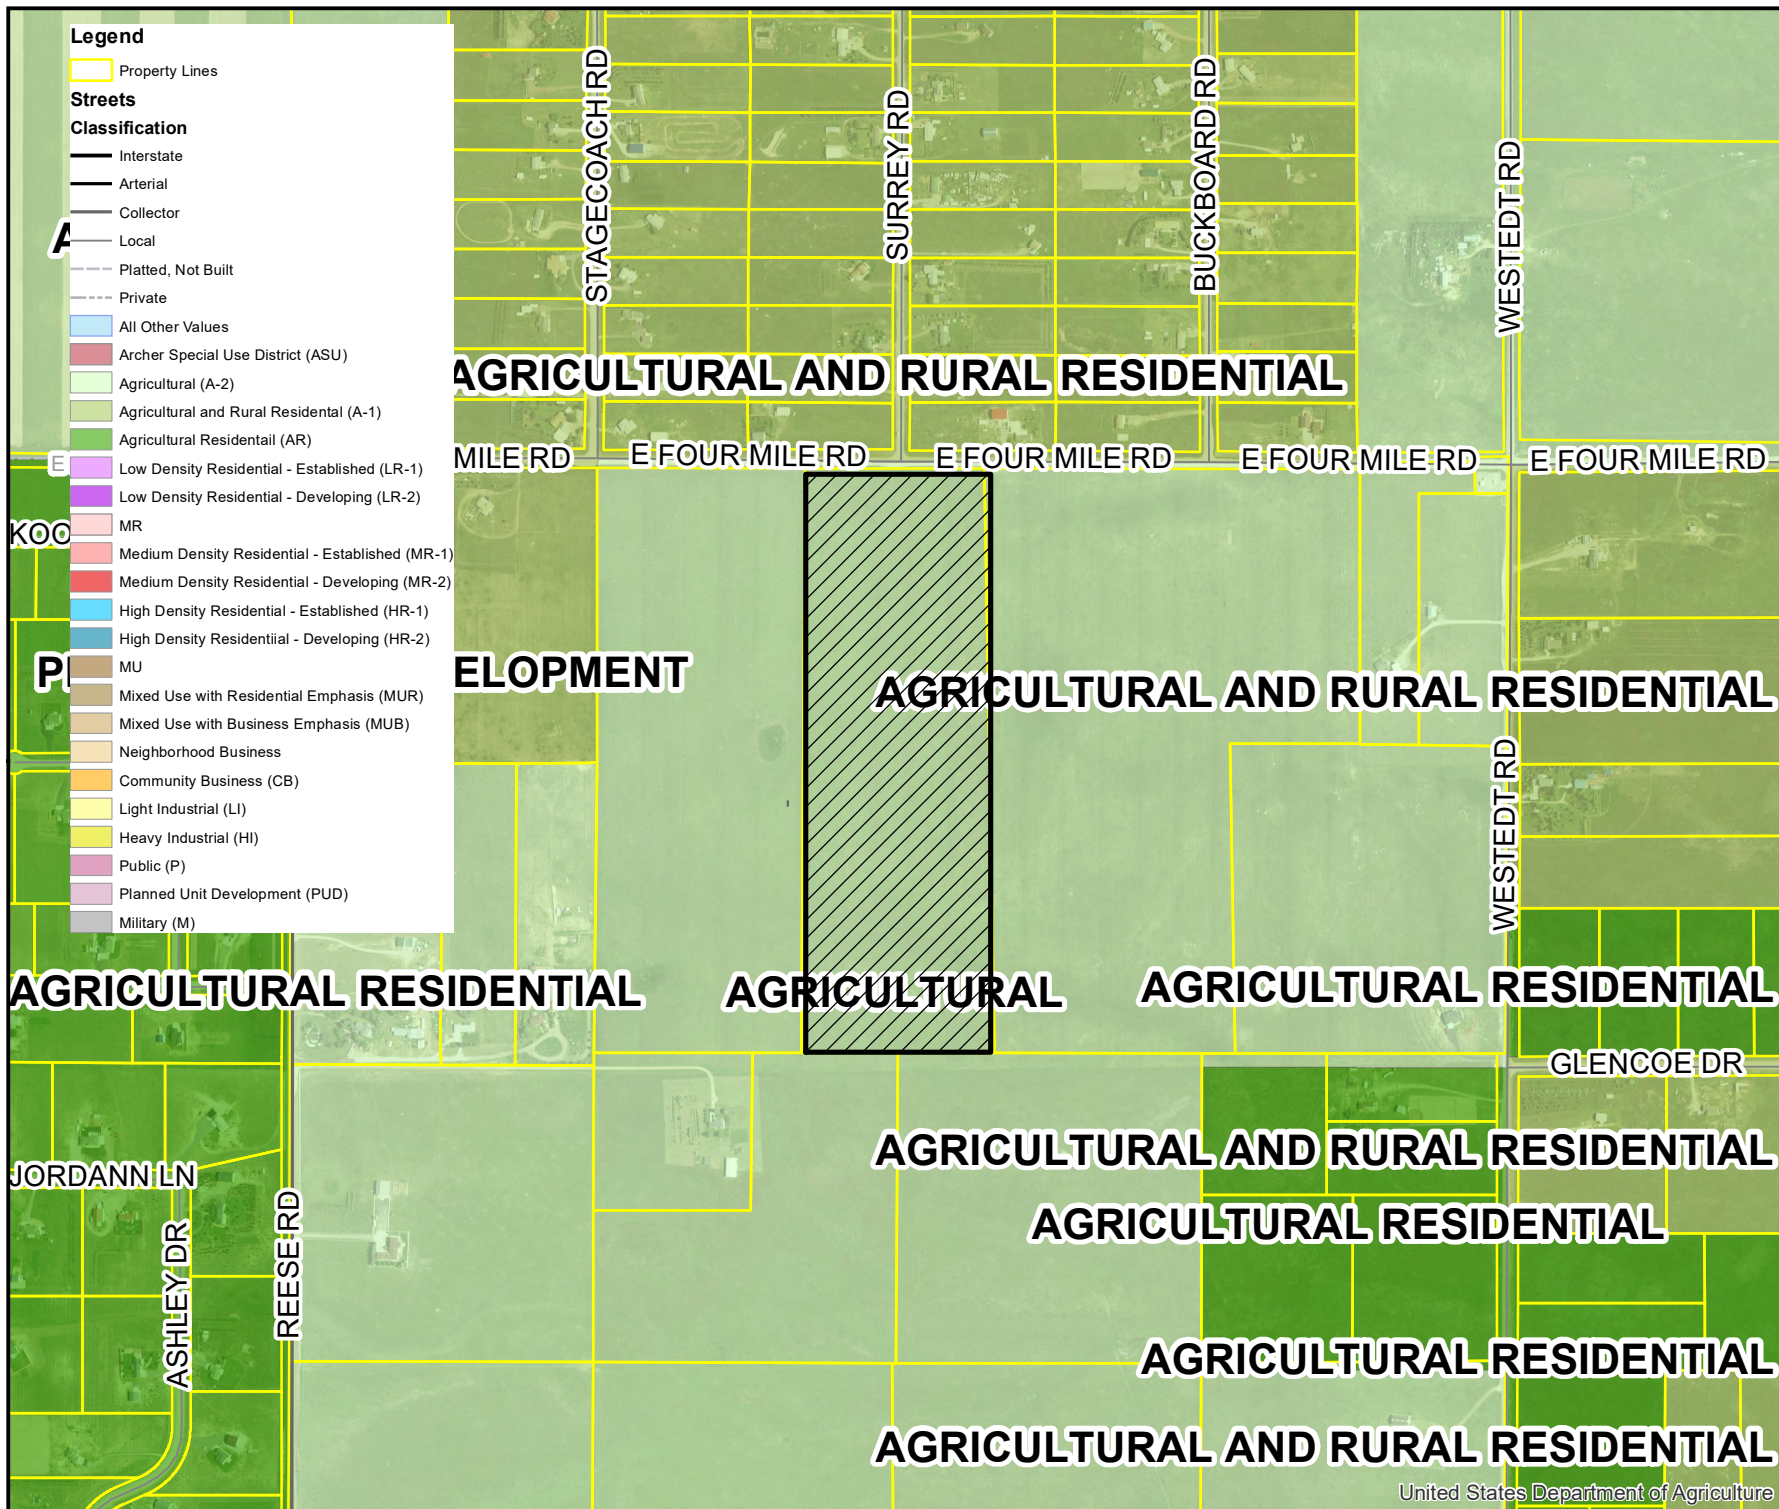 Legend
Property Lines
Streets
Classification
Interstate
Arterial
Collector
Local
Platted, Not Built
Private
All Other Values
Archer Special Use District (ASU)
Agricultural (A-2)
Agricultural and Rural Residental (A-1)
Agricultural Residentail (AR)
Low Density Residential - Established (LR-1)
Low Density Residential - Developing (LR-2)
MR
Medium Density Residential - Established (MR-1)
Medium Density Residential - Developing (MR-2)
High Density Residential - Established (HR-1)
High Density Residentiial - Developing (HR-2)
MU
Mixed Use with Residential Emphasis (MUR)
Mixed Use with Business Emphasis (MUB)
Neighborhood Business
Community Business (CB)
Light Industrial (LI)
Heavy Industrial (HI)
Public (P)
Planned Unit Development (PUD)
Military (M)
STAGECOACH RD
SURREY RD
BUCKBOARD RD
WESTEDT RD
A
AGRICULTURAL AND RURAL RESIDENTIAL
E
MILE RD
E FOUR MILE RD
E FOUR MILE RD
E FOUR MILE RD
E FOUR MILE RD
KOO
P
ELOPMENT
AGRICULTURAL AND RURAL RESIDENTIAL
WESTEDT RD
AGRICULTURAL RESIDENTIAL
AGRICULTURAL
AGRICULTURAL RESIDENTIAL
GLENCOE DR
AGRICULTURAL AND RURAL RESIDENTIAL
JORDANN LN
AGRICULTURAL RESIDENTIAL
ASHLEY DR
REESE RD
AGRICULTURAL RESIDENTIAL
AGRICULTURAL AND RURAL RESIDENTIAL
United States Department of Agriculture